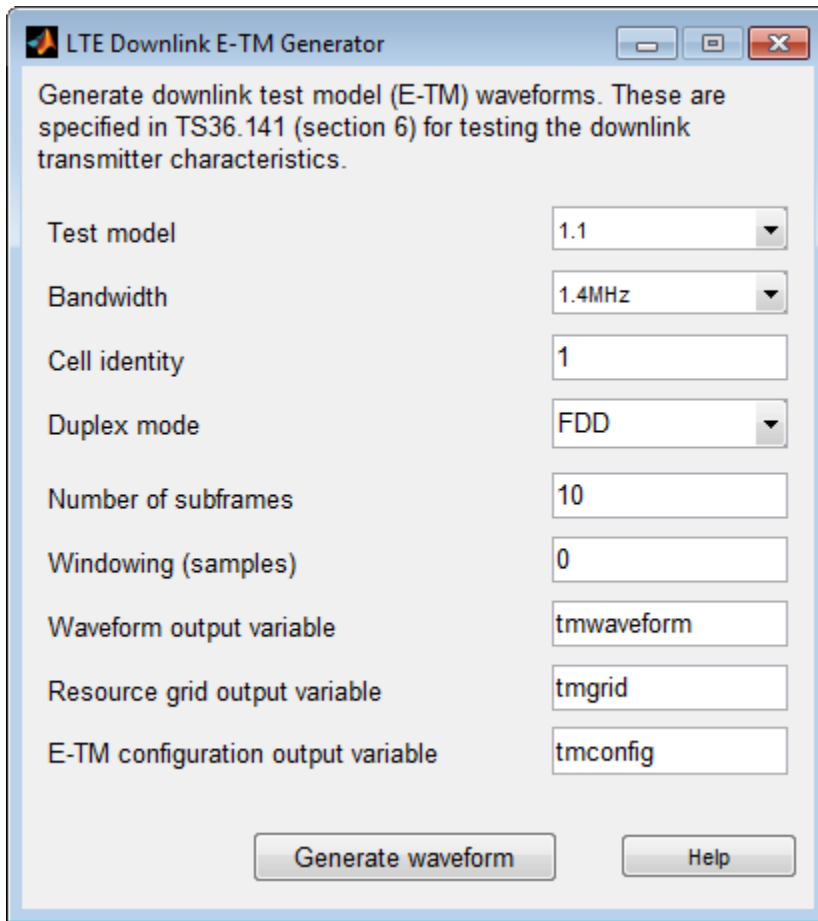 LTE Downlink E-TM Generator
Generate downlink test model (E-TM) waveforms. These are
specified in TS36.141 (section 6) for testing the downlink
transmitter characteristics.
Test model 1.1
Bandwidth 1.4MHz
Cell identity 1
Duplex mode FDD
Number of subframes 10
Windowing (samples) 0
Waveform output variable tmwaveform
Resource grid output variable tmgrid
E-TM configuration output variable tmconfig
Generate waveform Help